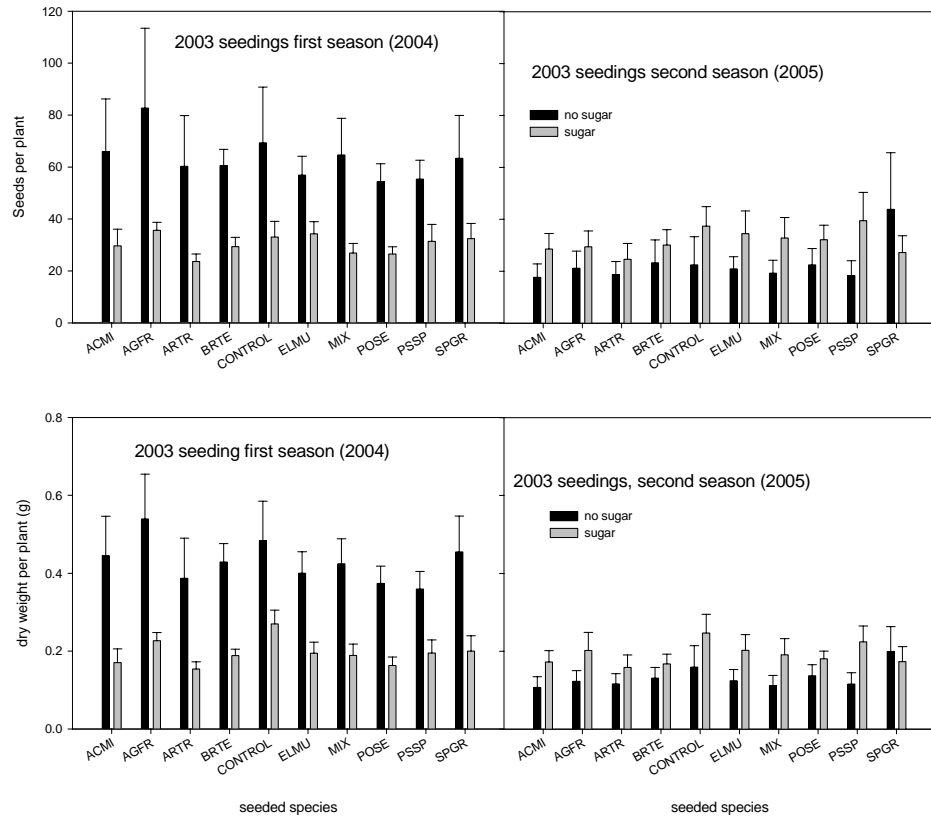 2003 seedings first season (2004)
2003 seedings second season (2005)
no sugar
sugar
Seeds per plant
120
100
80
60
40
20
0
ACMI
AGFR
ARTR
BRTE
CONTROL
ELMU
MIX
POSE
PSSP
SPGR
ACMI
AGFR
ARTR
BRTE
CONTROL
ELMU
MIX
POSE
PSSP
SPGR
2003 seeding first season (2004)
2003 seedings, second season (2005)
no sugar
sugar
dry weight per plant (g)
0.8
0.6
0.4
0.2
0.0
ACMI
AGFR
ARTR
BRTE
CONTROL
ELMU
MIX
POSE
PSSP
SPGR
ACMI
AGFR
ARTR
BRTE
CONTROL
ELMU
MIX
POSE
PSSP
SPGR
seeded species
seeded species